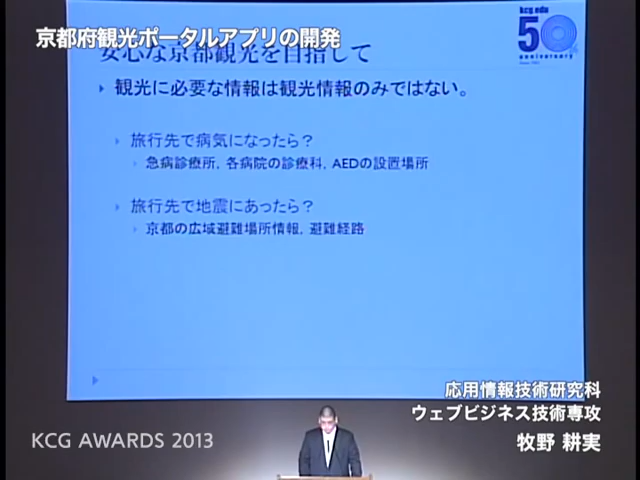 京都府観光ポータルアプリの開発
kcg.edu
50
anniversary
安心な京都観光を目指して
観光に必要な情報は観光情報のみではない。
旅行先で病気になったら？
急病診療所, 各病院の診療科, AEDの設置場所
旅行先で地震にあったら？
京都の広域避難場所情報, 避難経路
応用情報技術研究科
ウェブビジネス技術専攻
KCG AWARDS 2013
牧野 耕実